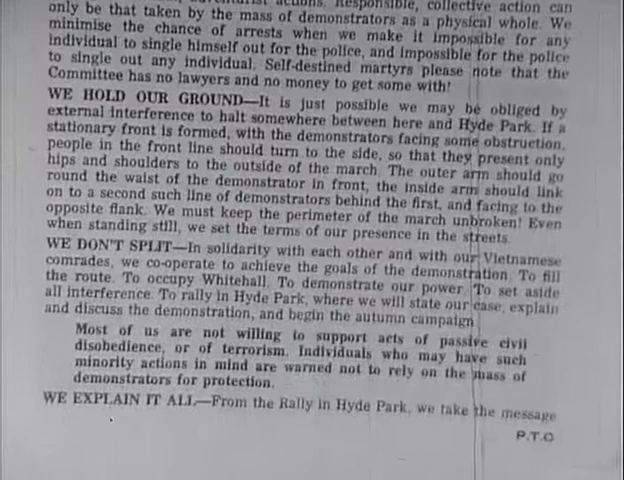 only be that taken by the mass of demonstrators as a physical whole. We
minimise the chance of arrests when we make it impossible for any
individual to single himself out for the police, and impossible for the police
to single out any individual. Self-destined martyrs please note that the
Committee has no lawyers and no money to get some with!
WE HOLD OUR GROUND—It is just possible we may be obliged by
external interference to halt somewhere between here and Hyde Park. If a
stationary front is formed, with the demonstrators facing some obstruction,
people in the front line should turn to the side, so that they present only
hips and shoulders to the outside of the march. The outer arm should go
round the waist of the demonstrator in front, the inside arm should link
on to a second such line of demonstrators behind the first, and facing to the
opposite flank. We must keep the perimeter of the march unbroken! Even
when standing still, we set the terms of our presence in the streets.
WE DON'T SPLIT—In solidarity with each other and with our Vietnamese
comrades, we co-operate to achieve the goals of the demonstration. To fill
the route. To occupy Whitehall. To demonstrate our power. To set aside
all interference. To rally in Hyde Park, where we will state our case, explain
and discuss the demonstration, and begin the autumn campaign
Most of us are not willing to support acts of passive civil
disobedience, or of terrorism. Individuals who may have such
minority actions in mind are warned not to rely on the mass of
demonstrators for protection.
WE EXPLAIN IT ALL—From the Rally in Hyde Park, we take the message
P.T.O